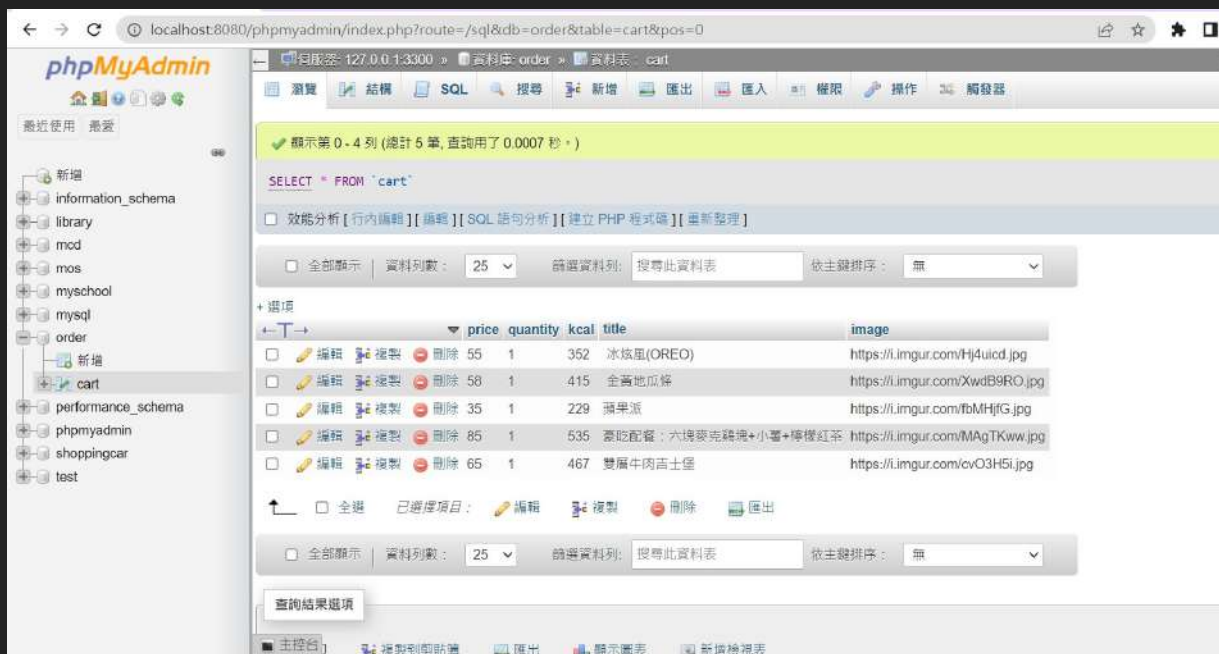 localhost:8080/phpmyadmin/index.php?route=/sql&db=order&table=cart&pos=0
phpMyAdmin
最近使用 最愛
新增
information_schema
library
mcd
mos
myschool
mysql
order
新增
cart
performance_schema
phpmyadmin
shoppingcar
test
伺服器: 127.0.0.1:3300 » 資料庫: order » 資料表: cart
瀏覽 結構 SQL 搜尋 新增 匯出 匯入 權限 操作 觸發器
顯示第 0 - 4 列 (總計 5 筆, 查詢用了 0.0007 秒。)
SELECT * FROM `cart`
效能分析 [ 行內編輯 ] [ 編輯 ] [ SQL 語句分析 ] [ 建立 PHP 程式碼 ] [ 重新整理 ]
全部顯示 | 資料列數: 25 篩選資料列: 搜尋此資料表 依主鍵排序: 無
+ 選項
←T→ price quantity kcal title image
編輯 複製 刪除 55 1 352 冰炫風(OREO) https://i.imgur.com/Hj4uicd.jpg
編輯 複製 刪除 58 1 415 金黃地瓜條 https://i.imgur.com/XwdB9RO.jpg
編輯 複製 刪除 35 1 229 蘋果派 https://i.imgur.com/fbMHjfG.jpg
編輯 複製 刪除 85 1 535 豪吃配餐：六塊麥克雞塊+小薯+檸檬紅茶 https://i.imgur.com/MAgTKww.jpg
編輯 複製 刪除 65 1 467 雙層牛肉吉士堡 https://i.imgur.com/cvO3H5i.jpg
全選 已選擇項目: 編輯 複製 刪除 匯出
全部顯示 | 資料列數: 25 篩選資料列: 搜尋此資料表 依主鍵排序: 無
查詢結果選項
主控台 複製到剪貼簿 匯出 顯示圖表 新增檢視表